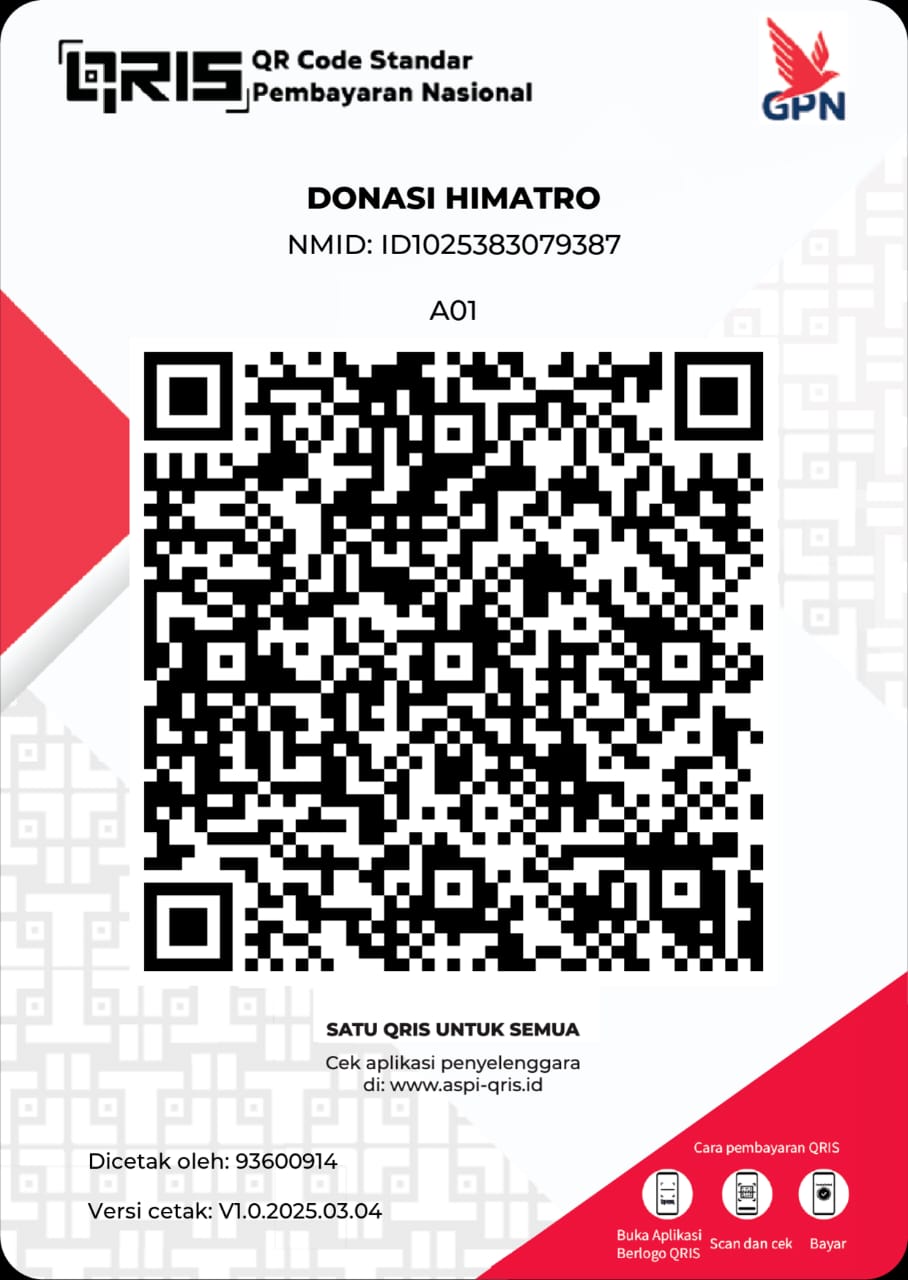 QRIS
QR Code Standar
Pembayaran Nasional
GPN
DONASI HIMATRO
NMID: ID1025383079387
A01
SATU QRIS UNTUK SEMUA
Cek aplikasi penyelenggara
di: www.aspi-qris.id
Dicetak oleh: 93600914
Versi cetak: V1.0.2025.03.04
Cara pembayaran QRIS
Buka Aplikasi
Berlogo QRIS
Scan dan cek
Bayar